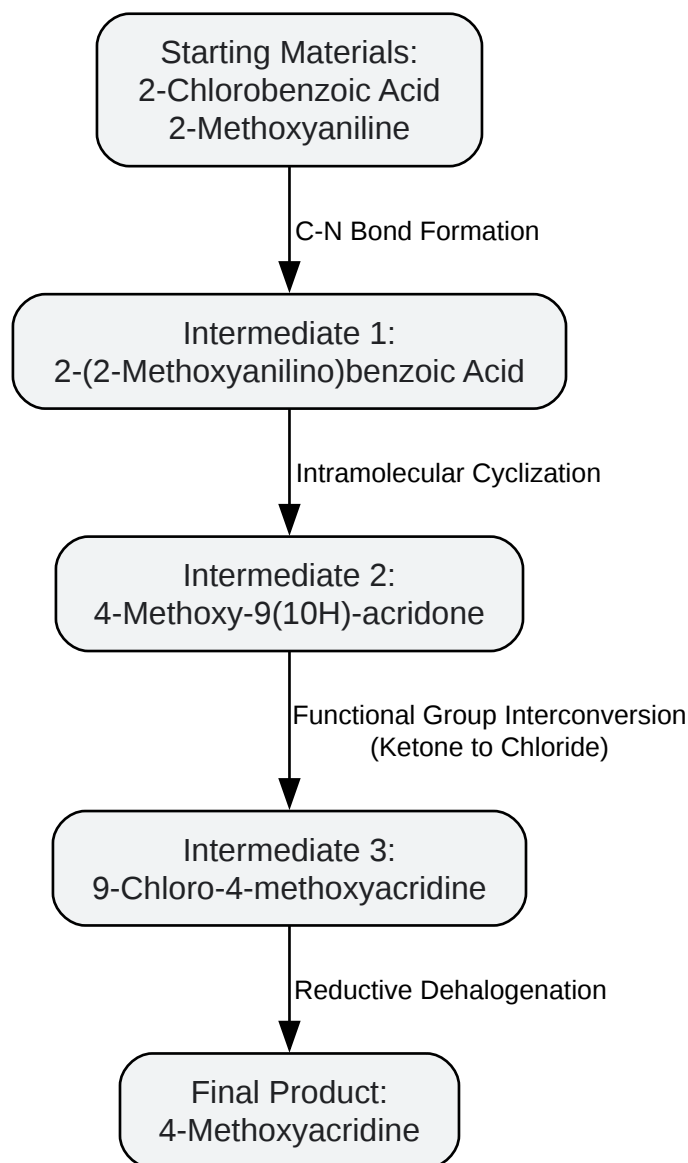 Starting Materials:
2-Chlorobenzoic Acid
2-Methoxyaniline
C-N Bond Formation
Intermediate 1:
2-(2-Methoxyanilino)benzoic Acid
Intramolecular Cyclization
Intermediate 2:
4-Methoxy-9(10H)-acridone
Functional Group Interconversion
(Ketone to Chloride)
Intermediate 3:
9-Chloro-4-methoxyacridine
Reductive Dehalogenation
Final Product:
4-Methoxyacridine